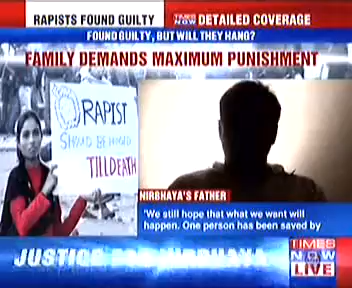 RAPISTS FOUND GUILTY
TIMES NOW DETAILED COVERAGE
FOUND GUILTY, BUT WILL THEY HANG?
FAMILY DEMANDS MAXIMUM PUNISHMENT
RAPIST
SHOULD BE HANGED
TILLDEATH
NIRBHAYA'S FATHER
'We still hope that what we want will
happen. One person has been saved by
JUSTICE FOR NIRBHAYA
TIMES
NOW
LIVE